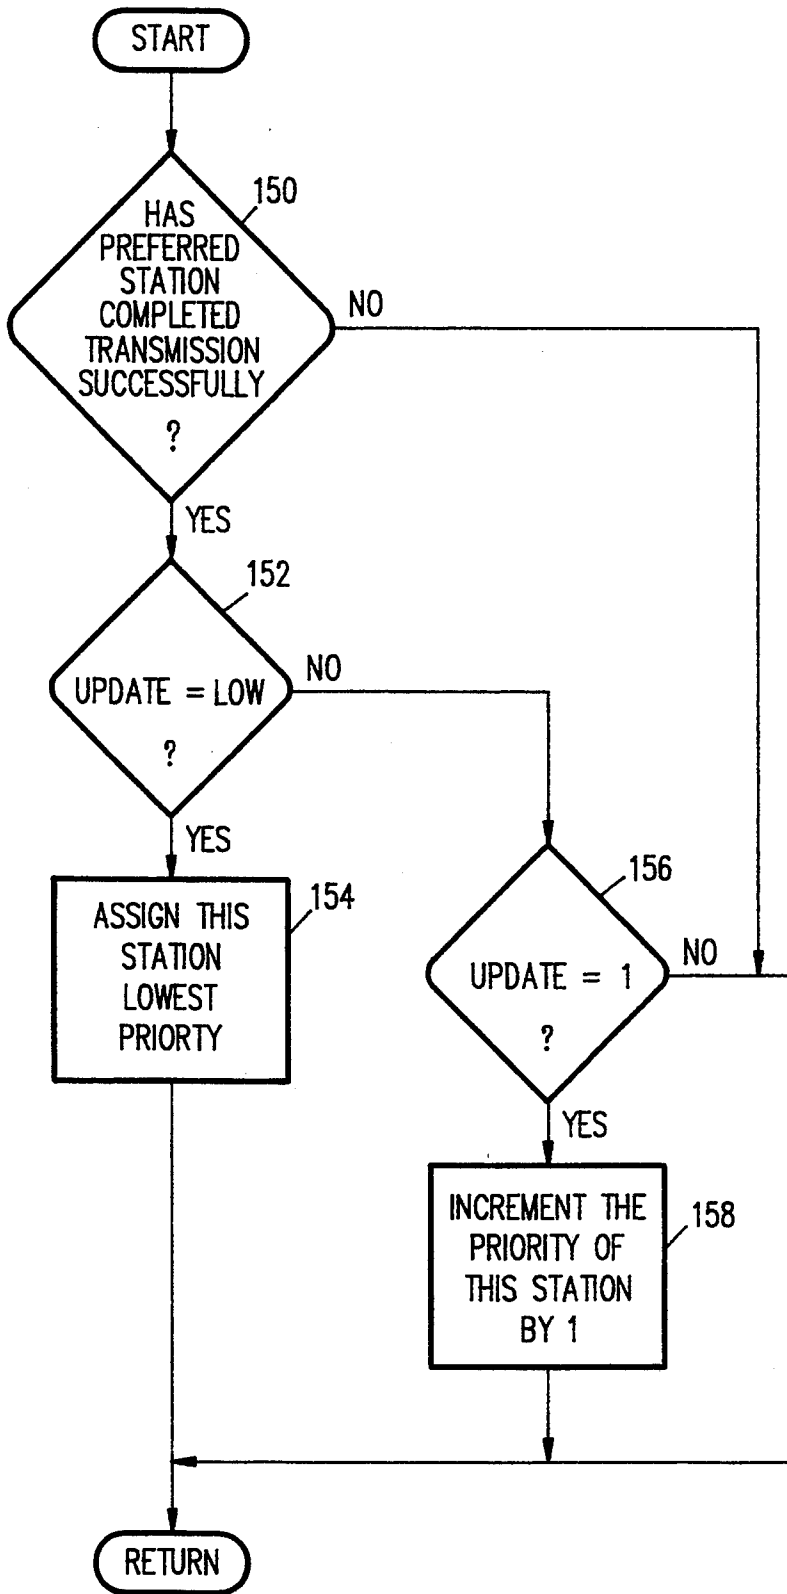 START
150
HAS
PREFERRED
STATION
COMPLETED
TRANSMISSION
SUCCESSFULLY
?
NO
YES
152
UPDATE = LOW
?
NO
YES
154
ASSIGN THIS
STATION
LOWEST
PRIORTY
156
UPDATE = 1
?
NO
YES
158
INCREMENT THE
PRIORITY OF
THIS STATION
BY 1
RETURN